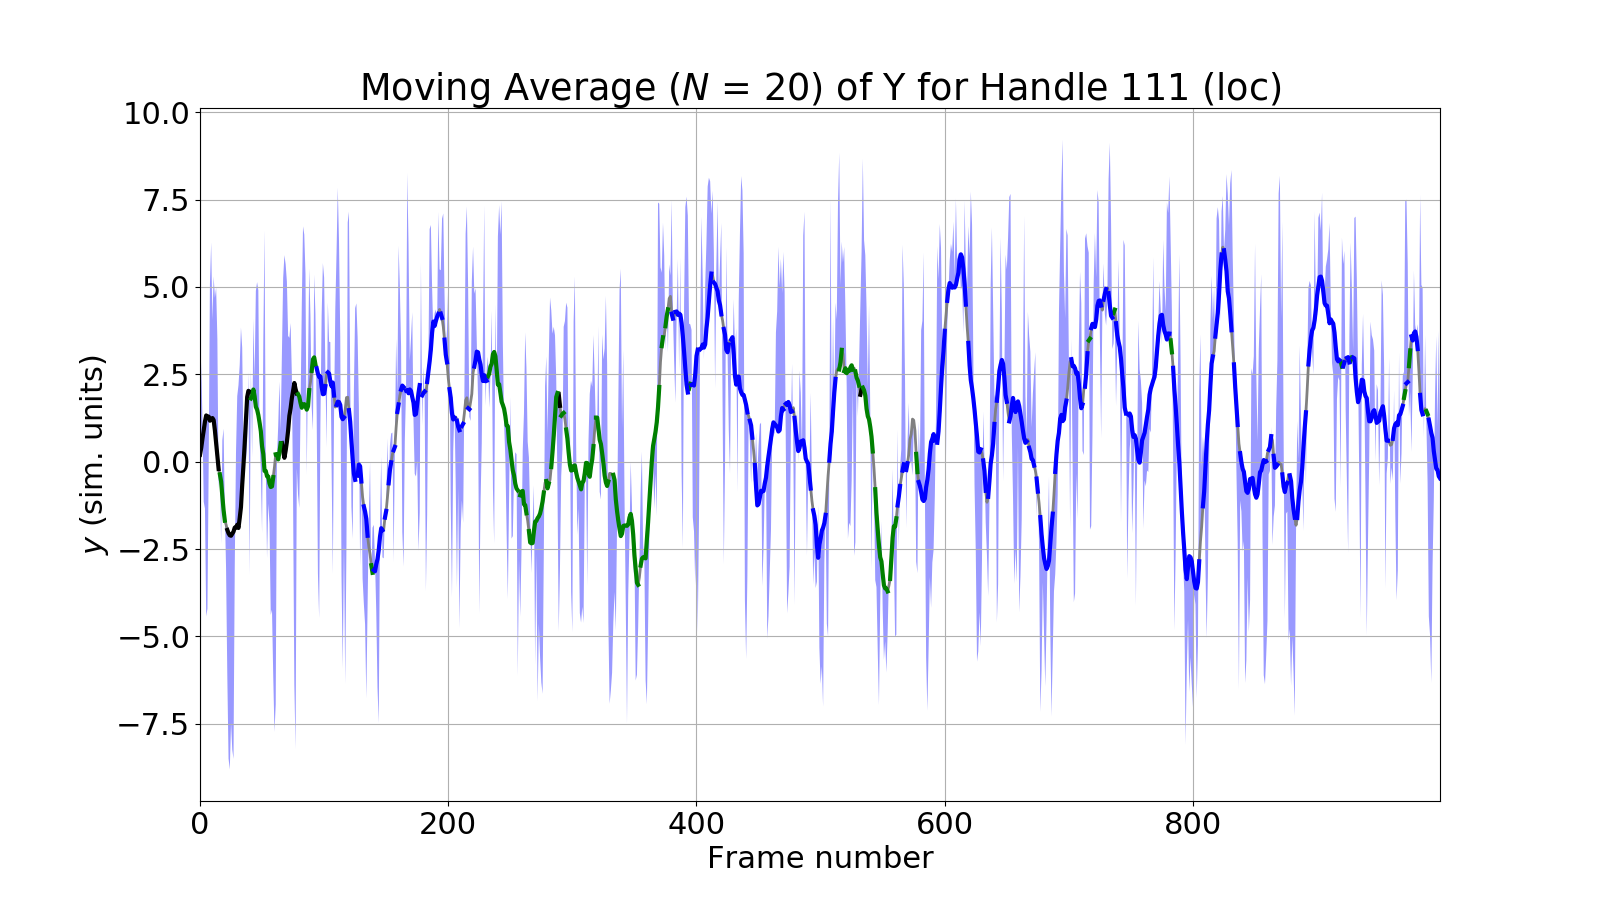 Moving Average (N = 20) of Y for Handle 111 (loc)
10.0
7.5
5.0
2.5
0.0
−2.5
−5.0
−7.5
y (sim. units)
0 200 400 600 800
Frame number